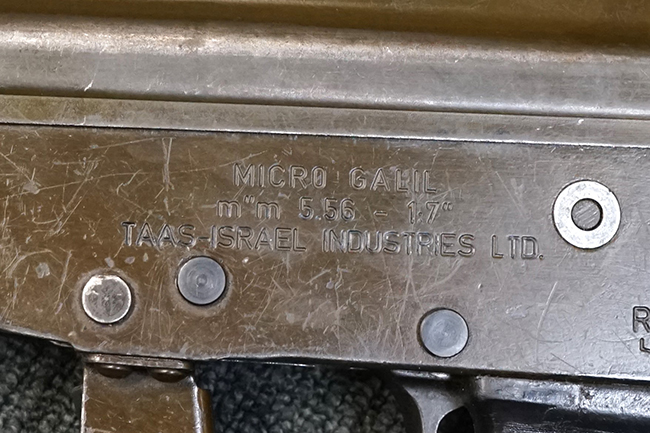 MICRO GALIL
m"m 5.56 - 1:7"
TAAS-ISRAEL INDUSTRIES LTD.
R